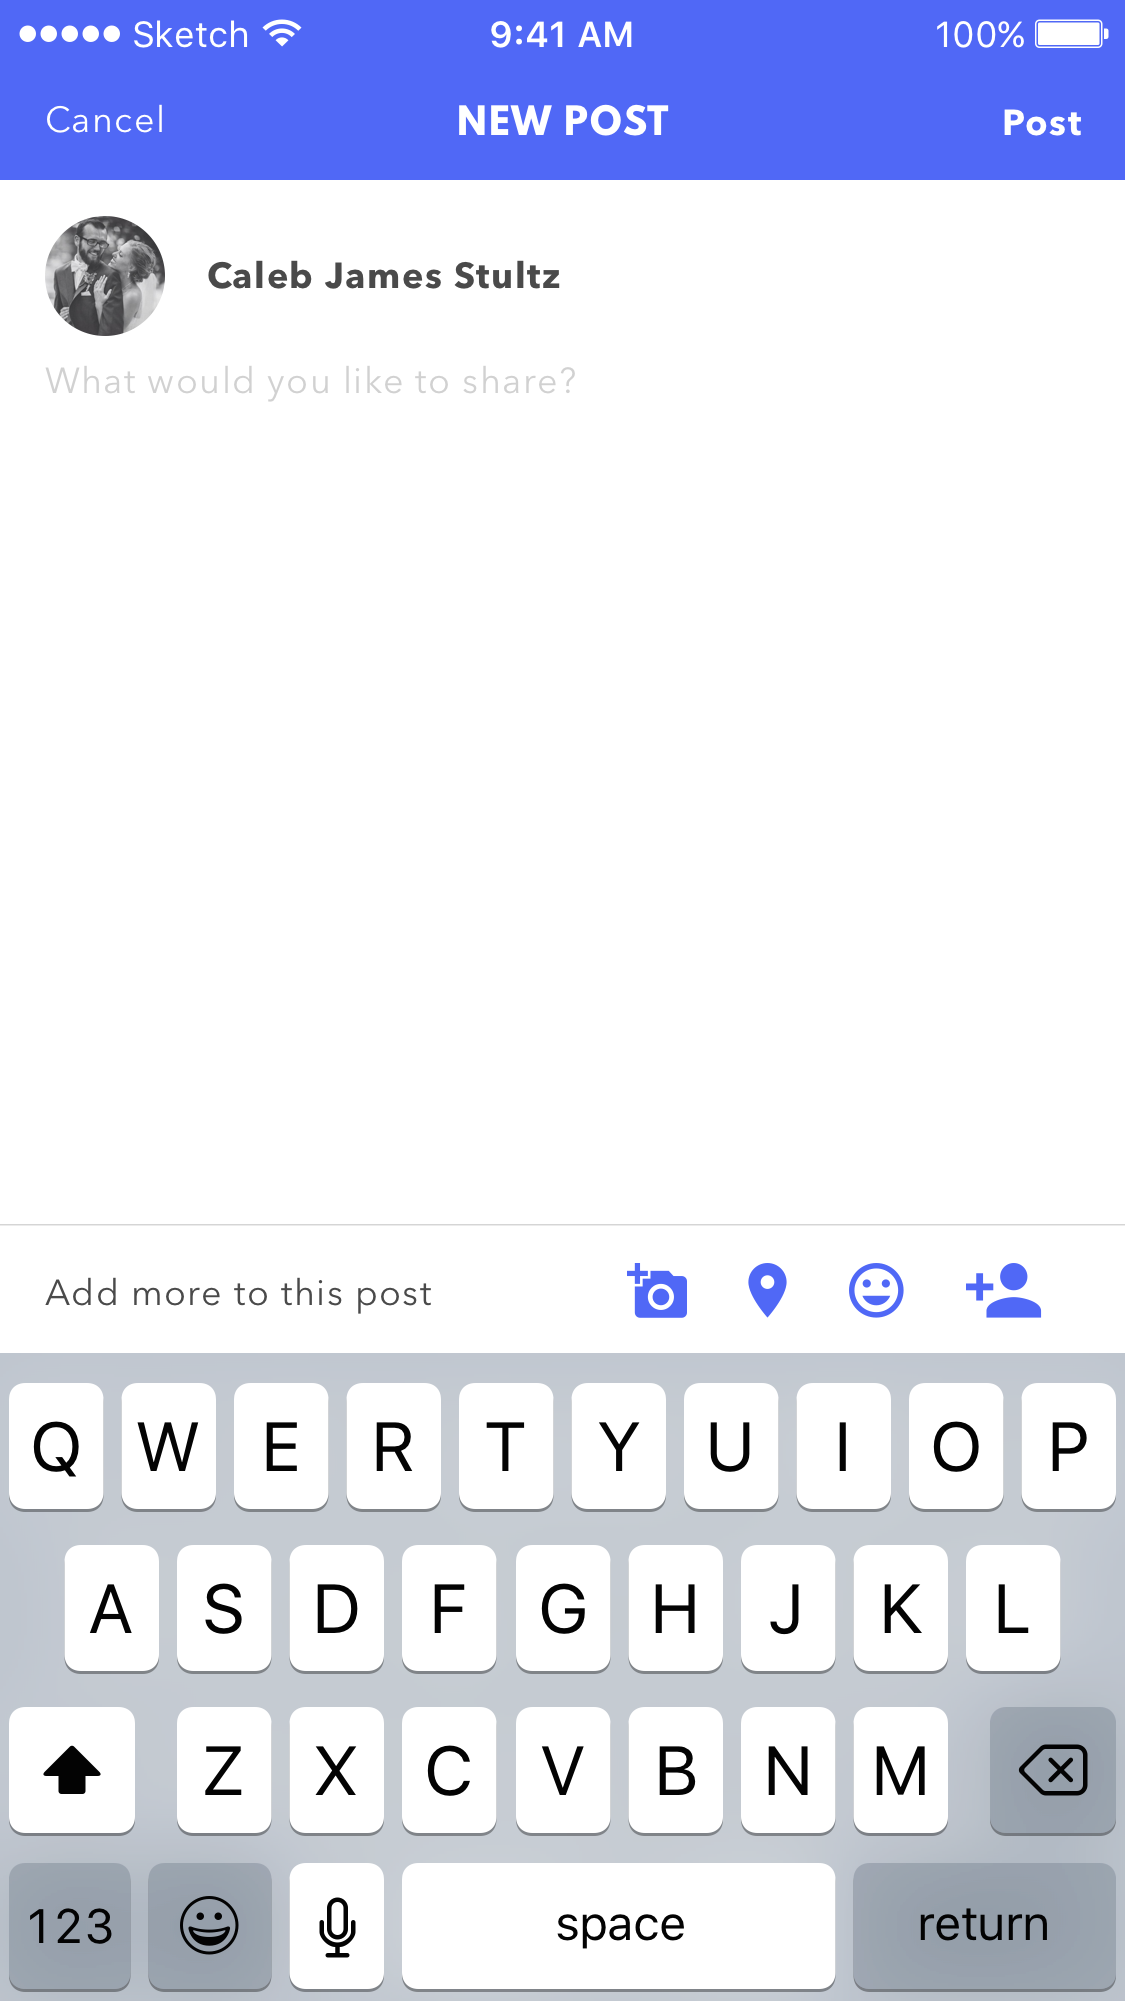 Sketch 9:41 AM 100%
Cancel NEW POST Post
Caleb James Stultz
What would you like to share?
Add more to this post
Q W E R T Y U I O P
A S D F G H J K L
Z X C V B N M
123 space return